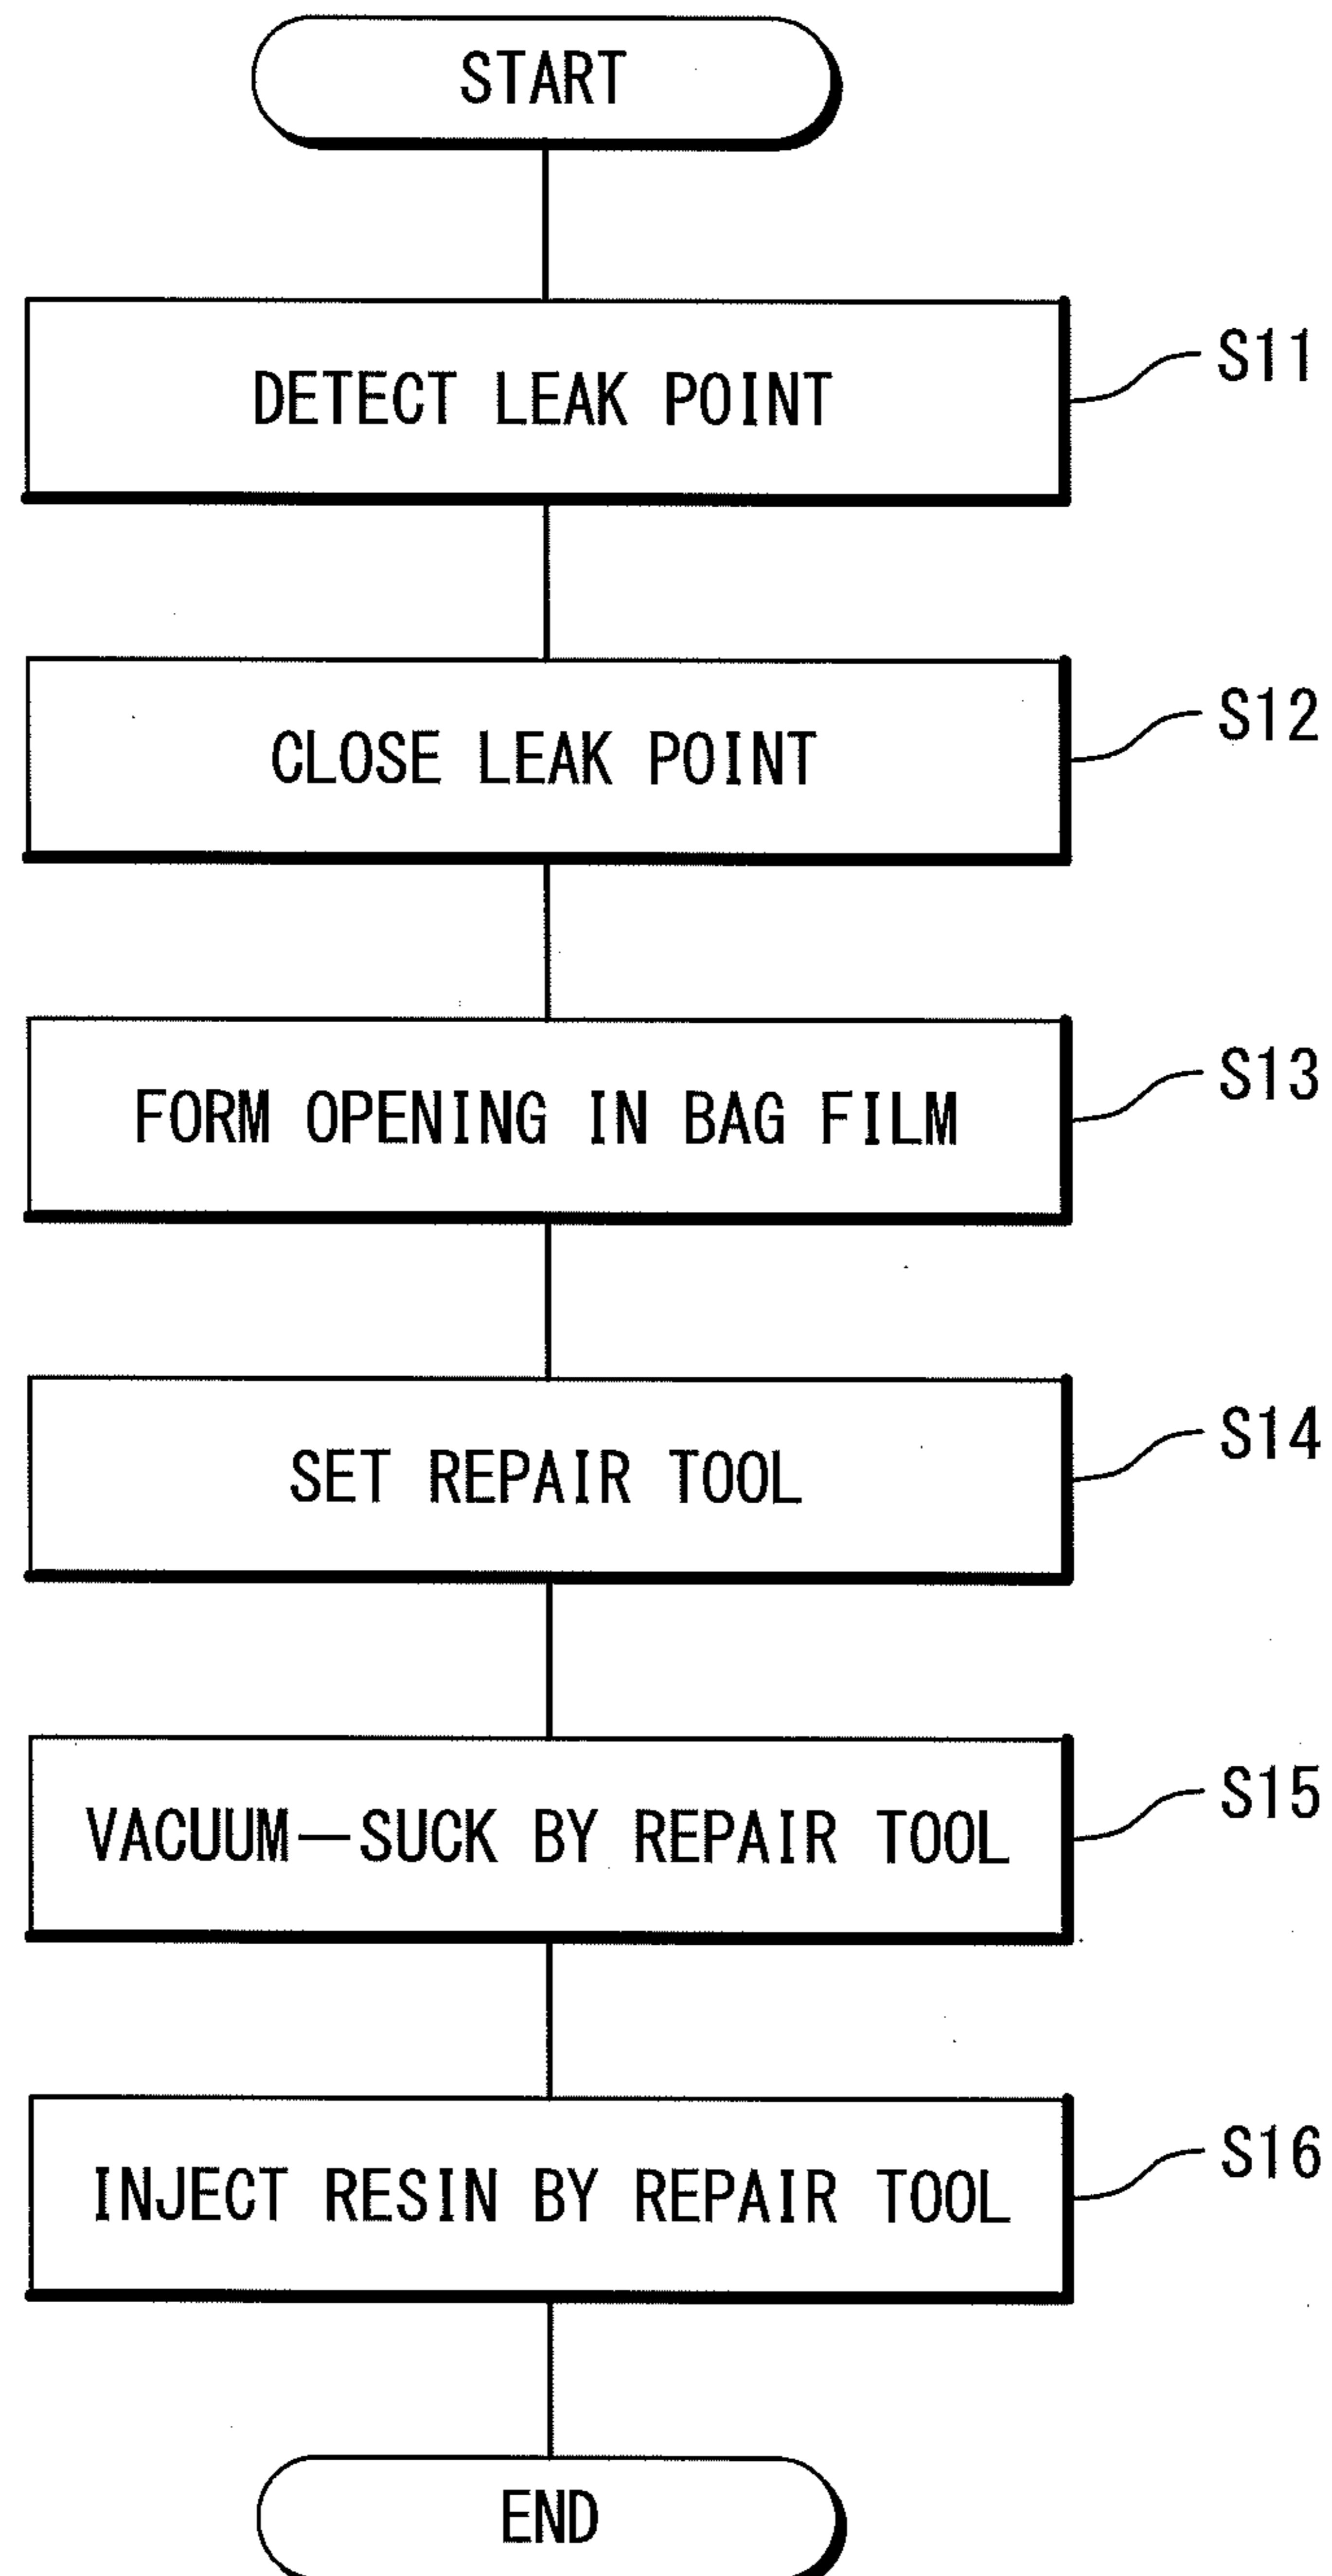 START
DETECT LEAK POINT
S11
CLOSE LEAK POINT
S12
FORM OPENING IN BAG FILM
S13
SET REPAIR TOOL
S14
VACUUM—SUCK BY REPAIR TOOL
S15
INJECT RESIN BY REPAIR TOOL
S16
END